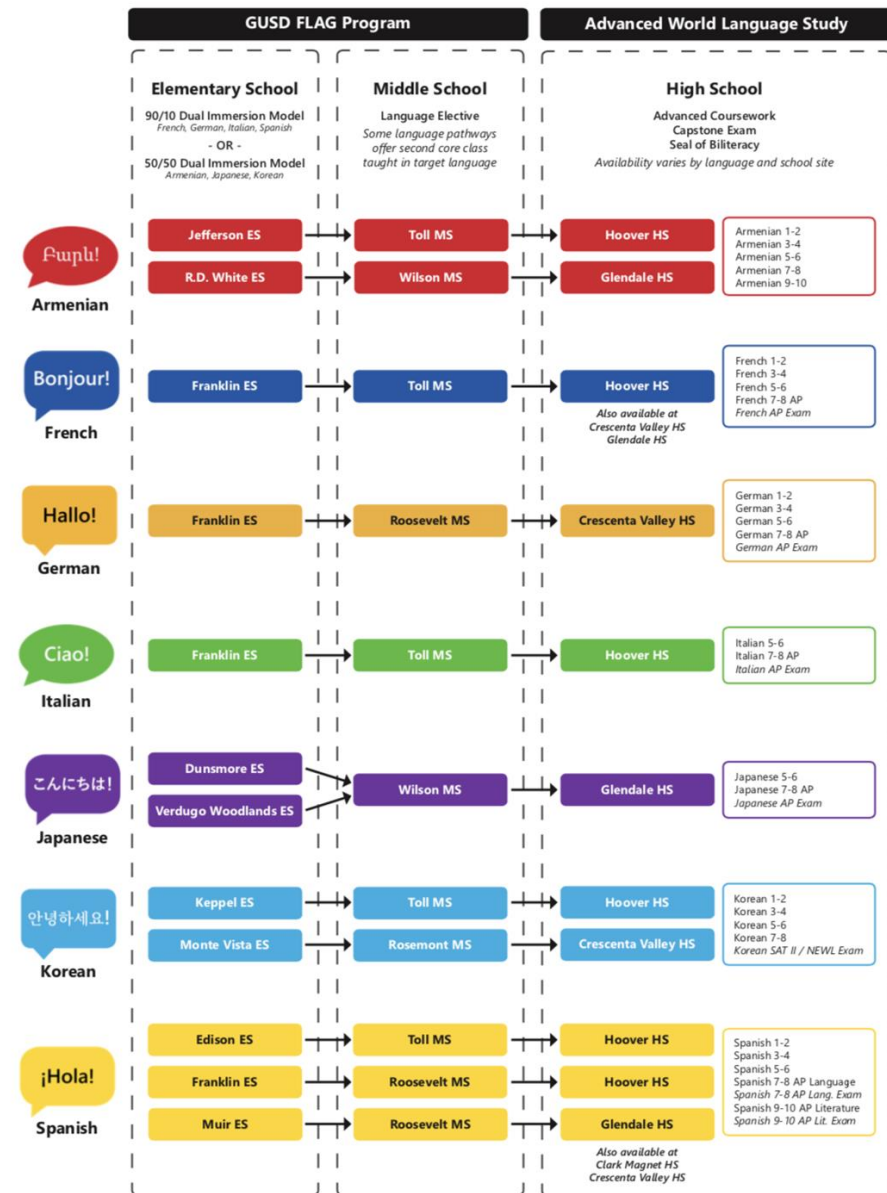 GUSD FLAG Program
Advanced World Language Study
Elementary School
90/10 Dual Immersion Model
French, German, Italian, Spanish
- OR -
50/50 Dual Immersion Model
Armenian, Japanese, Korean
Middle School
Language Elective
Some language pathways
offer second core class
taught in target language
High School
Advanced Coursework
Capstone Exam
Seal of Biliteracy
Availability varies by language and school site
Բարև!
Armenian
Jefferson ES
Toll MS
Hoover HS
R.D. White ES
Wilson MS
Glendale HS
Armenian 1-2
Armenian 3-4
Armenian 5-6
Armenian 7-8
Armenian 9-10
Bonjour!
French
Franklin ES
Toll MS
Hoover HS
Also available at
Crescenta Valley HS
Glendale HS
French 1-2
French 3-4
French 5-6
French 7-8 AP
French AP Exam
Hallo!
German
Franklin ES
Roosevelt MS
Crescenta Valley HS
German 1-2
German 3-4
German 5-6
German 7-8 AP
German AP Exam
Ciao!
Italian
Franklin ES
Toll MS
Hoover HS
Italian 5-6
Italian 7-8 AP
Italian AP Exam
こんにちは!
Japanese
Dunsmore ES
Verdugo Woodlands ES
Wilson MS
Glendale HS
Japanese 5-6
Japanese 7-8 AP
Japanese AP Exam
안녕하세요!
Korean
Keppel ES
Toll MS
Hoover HS
Monte Vista ES
Rosemont MS
Crescenta Valley HS
Korean 1-2
Korean 3-4
Korean 5-6
Korean 7-8
Korean SAT II / NEWL Exam
¡Hola!
Spanish
Edison ES
Toll MS
Hoover HS
Franklin ES
Roosevelt MS
Hoover HS
Muir ES
Roosevelt MS
Glendale HS
Also available at
Clark Magnet HS
Crescenta Valley HS
Spanish 1-2
Spanish 3-4
Spanish 5-6
Spanish 7-8 AP Language
Spanish 7-8 AP Lang. Exam
Spanish 9-10 AP Literature
Spanish 9-10 AP Lit. Exam